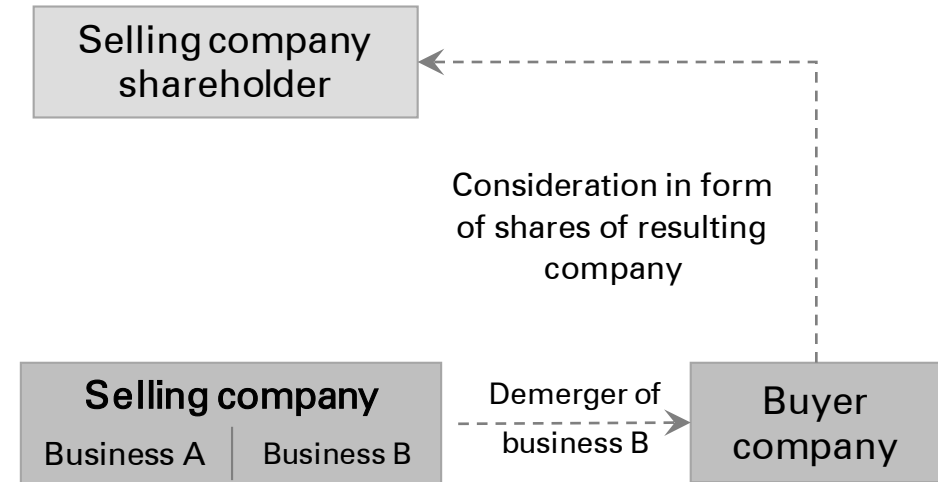 Selling company
shareholder
Consideration in form
of shares of resulting
company
Selling company
Business A
Business B
Demerger of
business B
Buyer
company